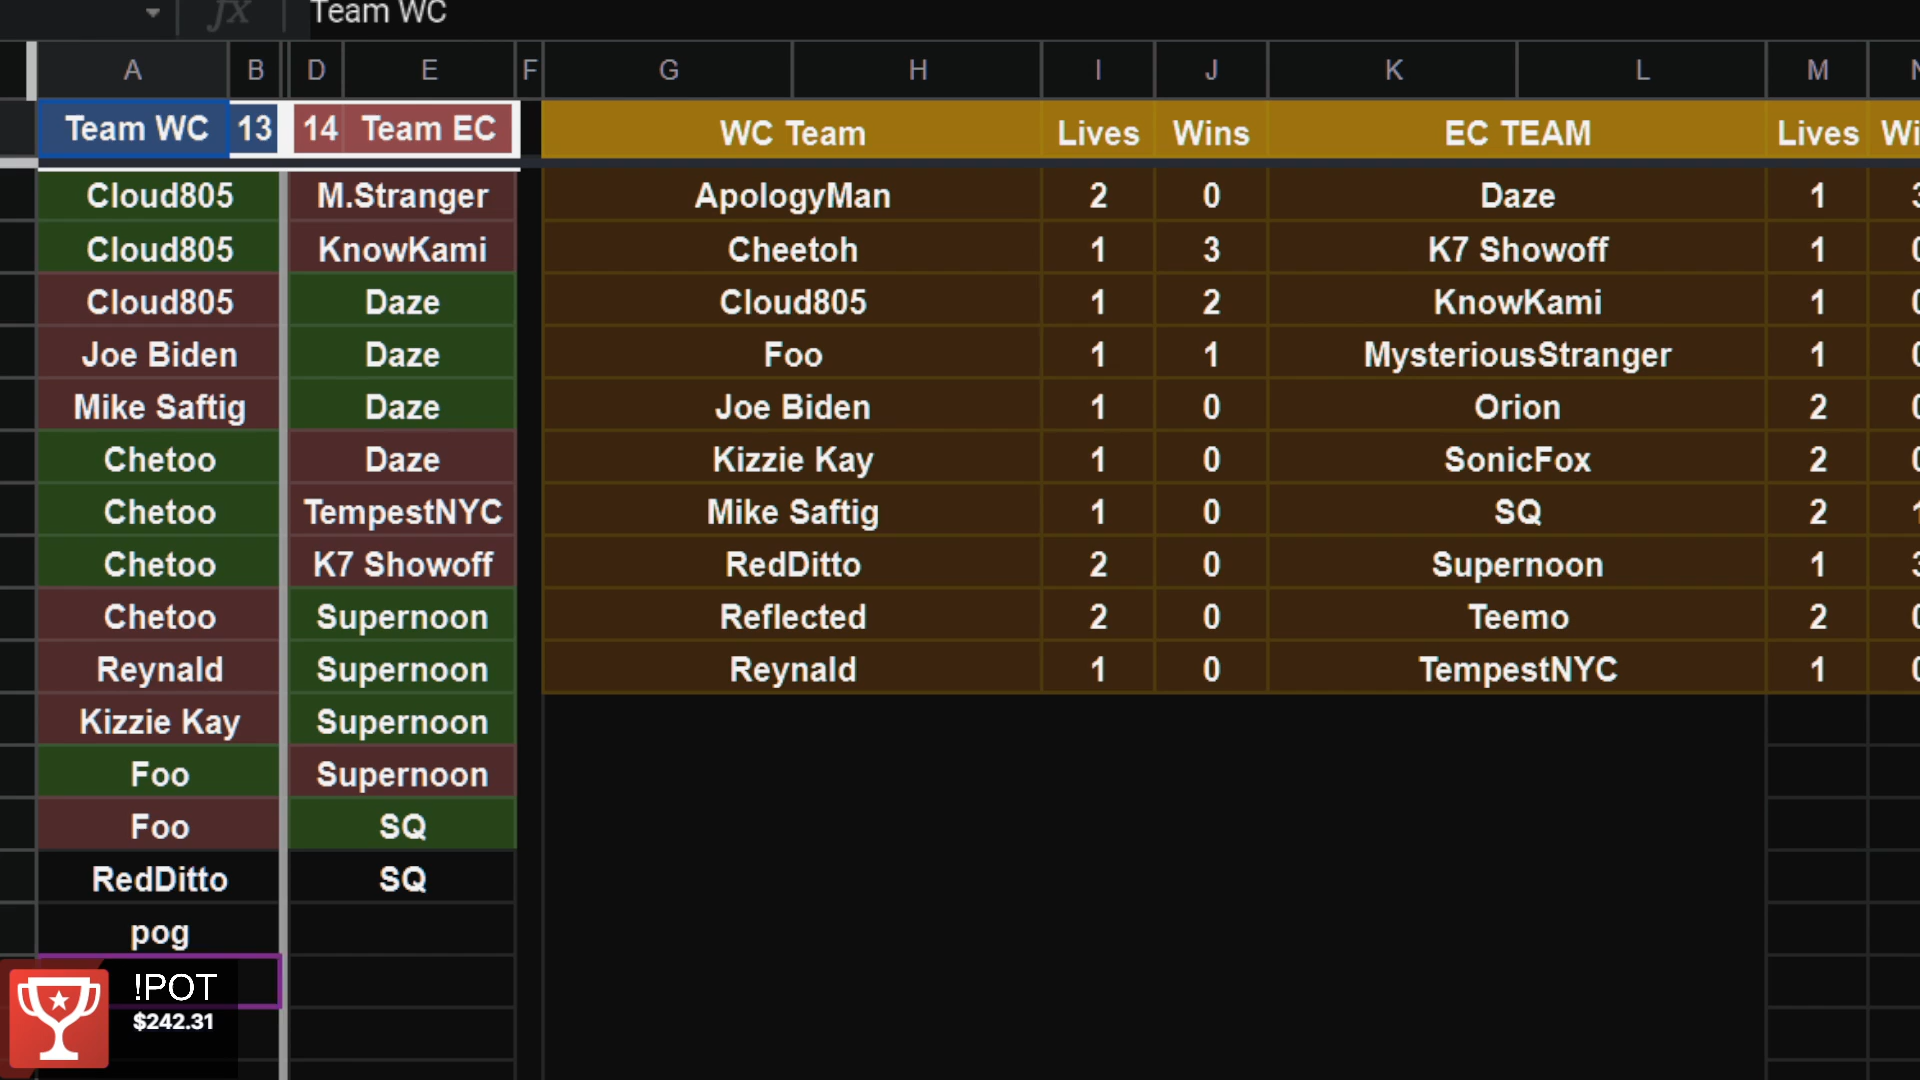 fx Team WC
A B D E F G H I J K L M
Team WC 13 14 Team EC WC Team Lives Wins EC TEAM Lives
Cloud805 M.Stranger ApologyMan 2 0 Daze 1
Cloud805 KnowKami Cheetoh 1 3 K7 Showoff 1
Cloud805 Daze Cloud805 1 2 KnowKami 1
Joe Biden Daze Foo 1 1 MysteriousStranger 1
Mike Saftig Daze Joe Biden 1 0 Orion 2
Chetoo Daze Kizzie Kay 1 0 SonicFox 2
Chetoo TempestNYC Mike Saftig 1 0 SQ 2
Chetoo K7 Showoff RedDitto 2 0 Supernoon 1
Chetoo Supernoon Reflected 2 0 Teemo 2
Reynald Supernoon Reynald 1 0 TempestNYC 1
Kizzie Kay Supernoon
Foo Supernoon
Foo SQ
RedDitto SQ
pog
!POT
$242.31